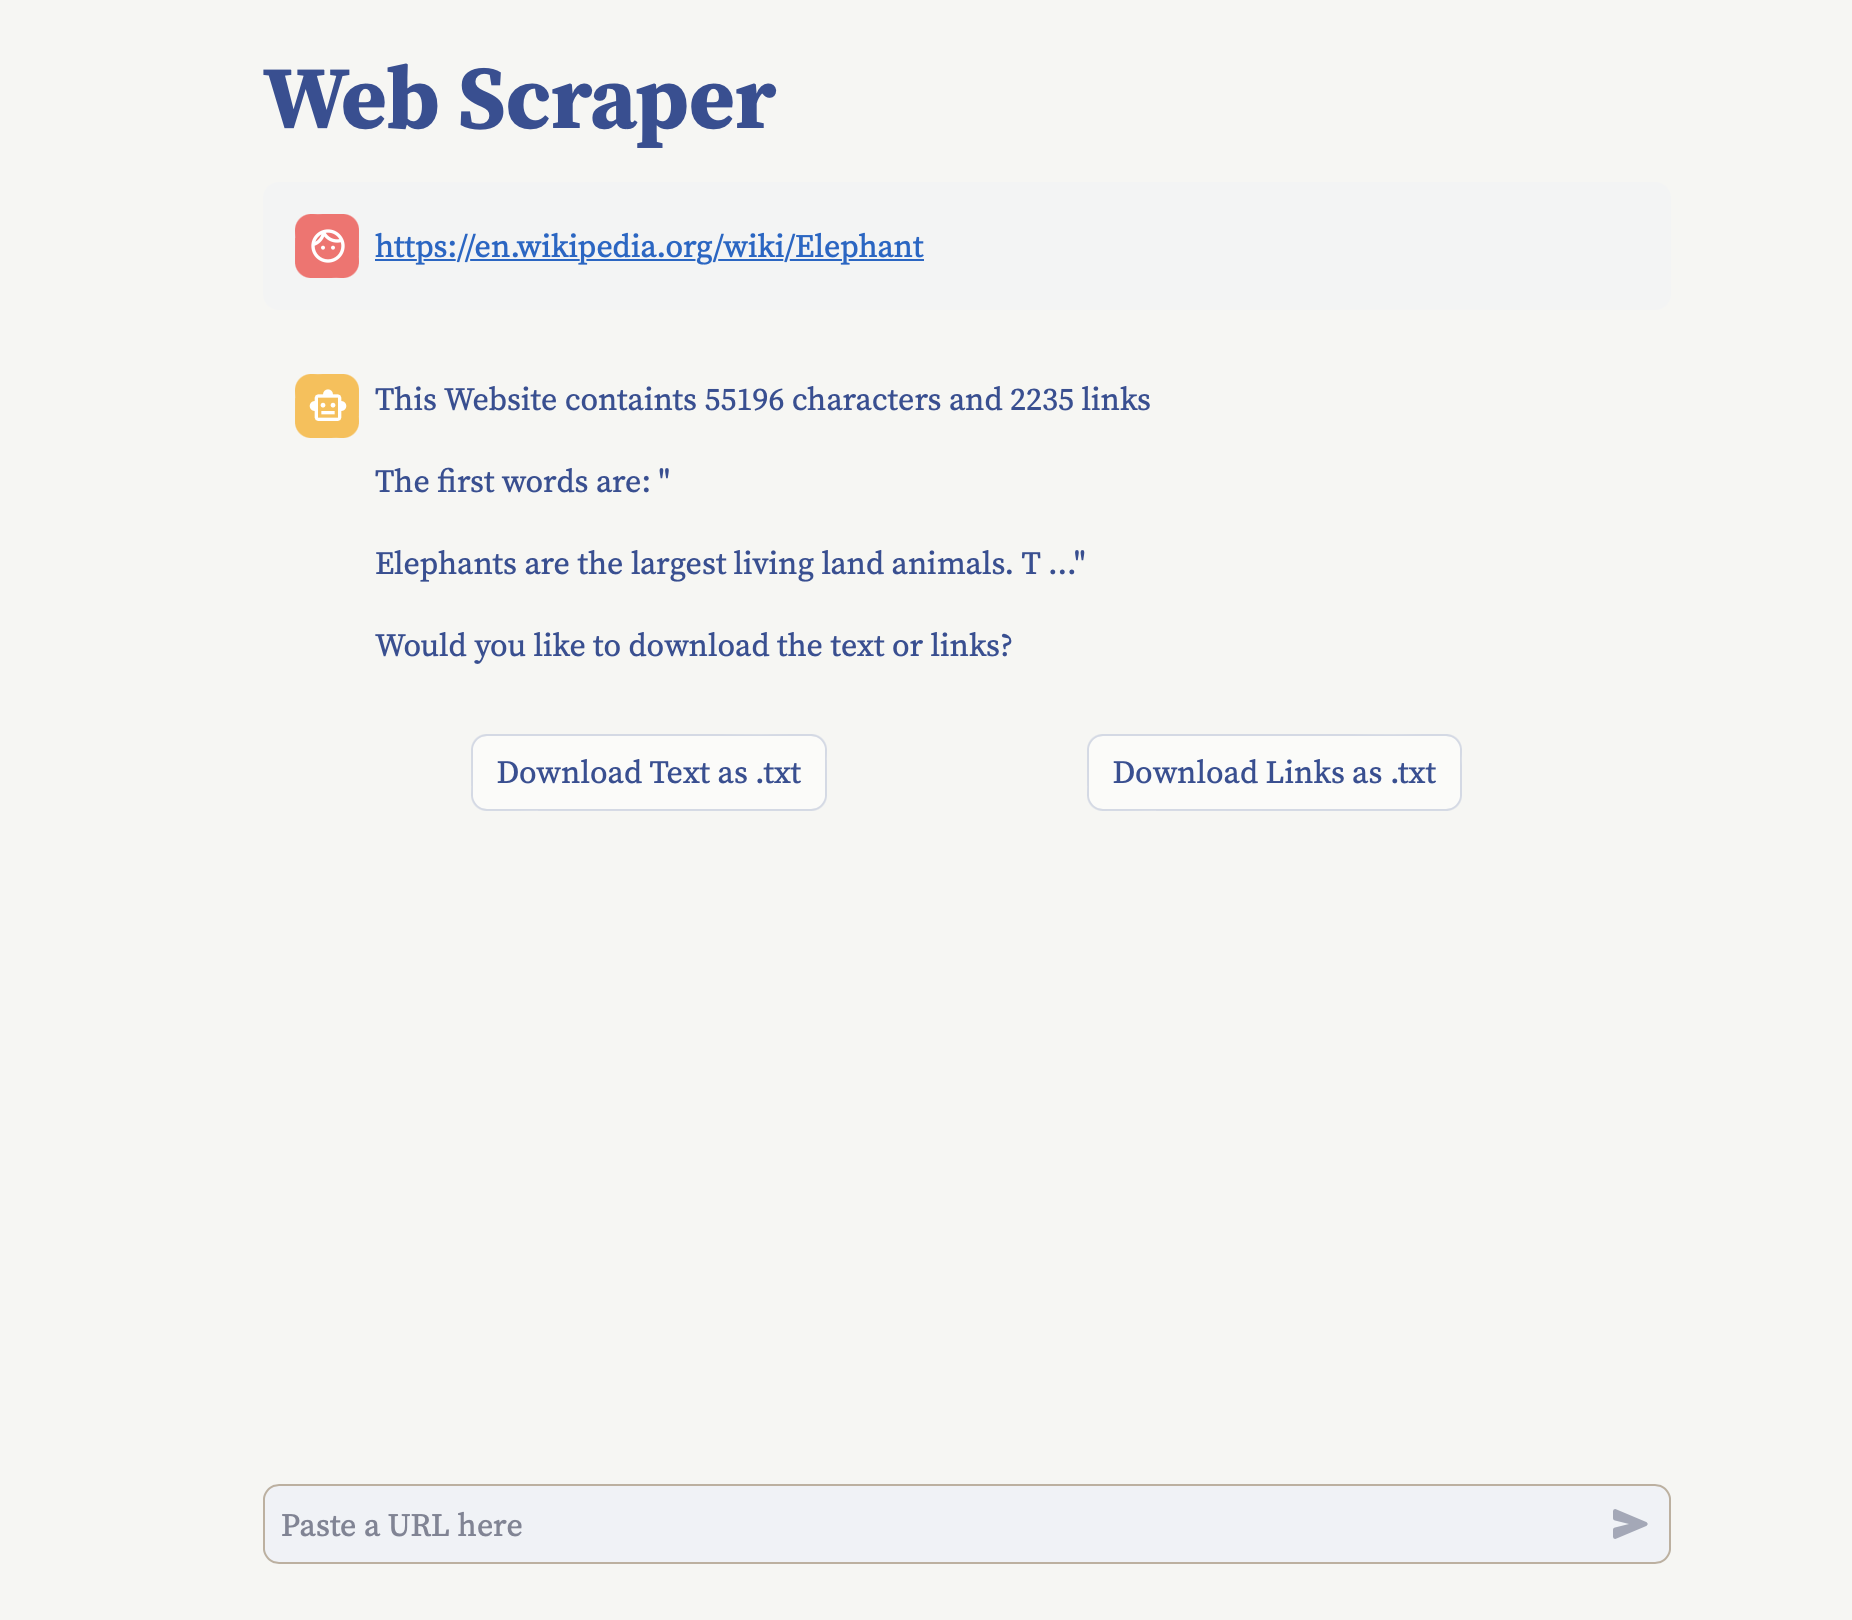 Web Scraper
https://en.wikipedia.org/wiki/Elephant
This Website containts 55196 characters and 2235 links
The first words are: "
Elephants are the largest living land animals. T ..."
Would you like to download the text or links?
Download Text as .txt
Download Links as .txt
Paste a URL here